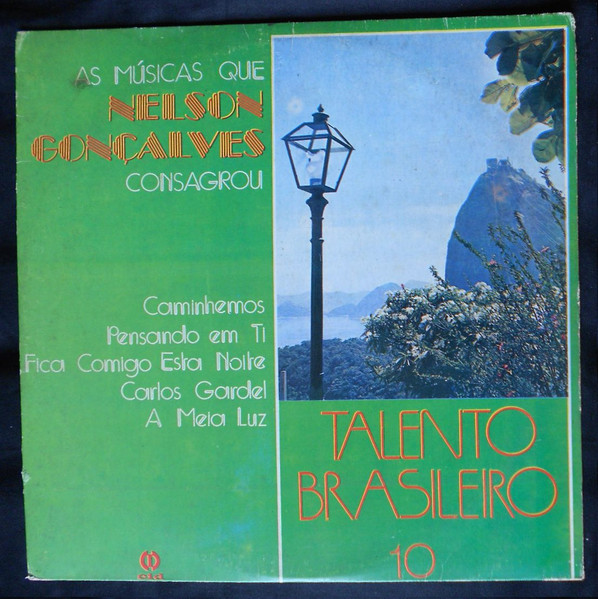 AS MÚSICAS QUE
NELSON
GONÇALVES
CONSAGROU
Caminhemos
Pensando em Ti
Fica Comigo Esta Noite
Carlos Gardel
A Meia Luz
TALENTO
BRASILEIRO
10
cid